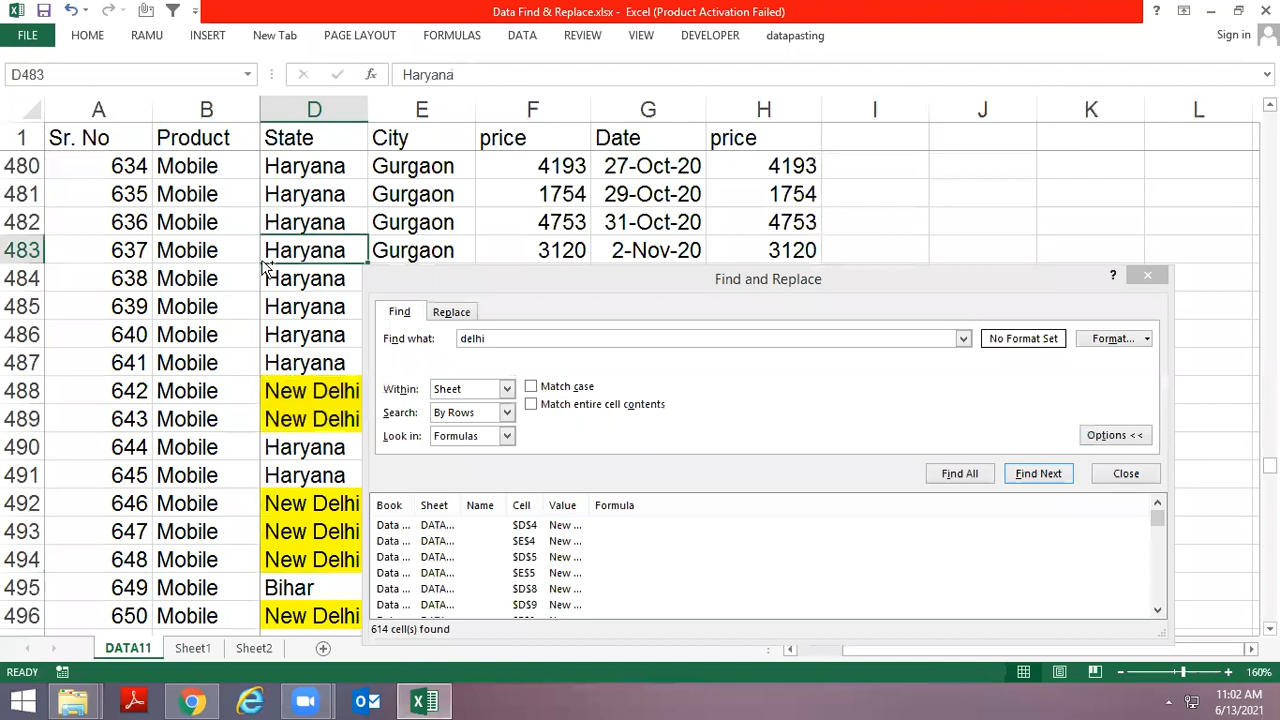 Data Find & Replace.xlsx - Excel (Product Activation Failed)
FILE HOME RAMU INSERT New Tab PAGE LAYOUT FORMULAS DATA REVIEW VIEW DEVELOPER datapasting Sign in
D483 fx Haryana
A B D E F G H I J K L
1 Sr. No Product State City price Date price
480 634 Mobile Haryana Gurgaon 4193 27-Oct-20 4193
481 635 Mobile Haryana Gurgaon 1754 29-Oct-20 1754
482 636 Mobile Haryana Gurgaon 4753 31-Oct-20 4753
483 637 Mobile Haryana Gurgaon 3120 2-Nov-20 3120
484 638 Mobile Haryana
485 639 Mobile Haryana
486 640 Mobile Haryana
487 641 Mobile Haryana
488 642 Mobile New Delhi
489 643 Mobile New Delhi
490 644 Mobile Haryana
491 645 Mobile Haryana
492 646 Mobile New Delhi
493 647 Mobile New Delhi
494 648 Mobile New Delhi
495 649 Mobile Bihar
496 650 Mobile New Delhi
Find and Replace
Find Replace
Find what: delhi No Format Set Format...
Within: Sheet Match case
Search: By Rows Match entire cell contents
Look in: Formulas Options <<
Find All Find Next Close
Book Sheet Name Cell Value Formula
Data ... DATA... $D$4 New ...
Data ... DATA... $E$4 New ...
Data ... DATA... $D$5 New ...
Data ... DATA... $E$5 New ...
Data ... DATA... $D$8 New ...
Data ... DATA... $D$9 New ...
614 cell(s) found
DATA11 Sheet1 Sheet2
READY 160%
11:02 AM
6/13/2021